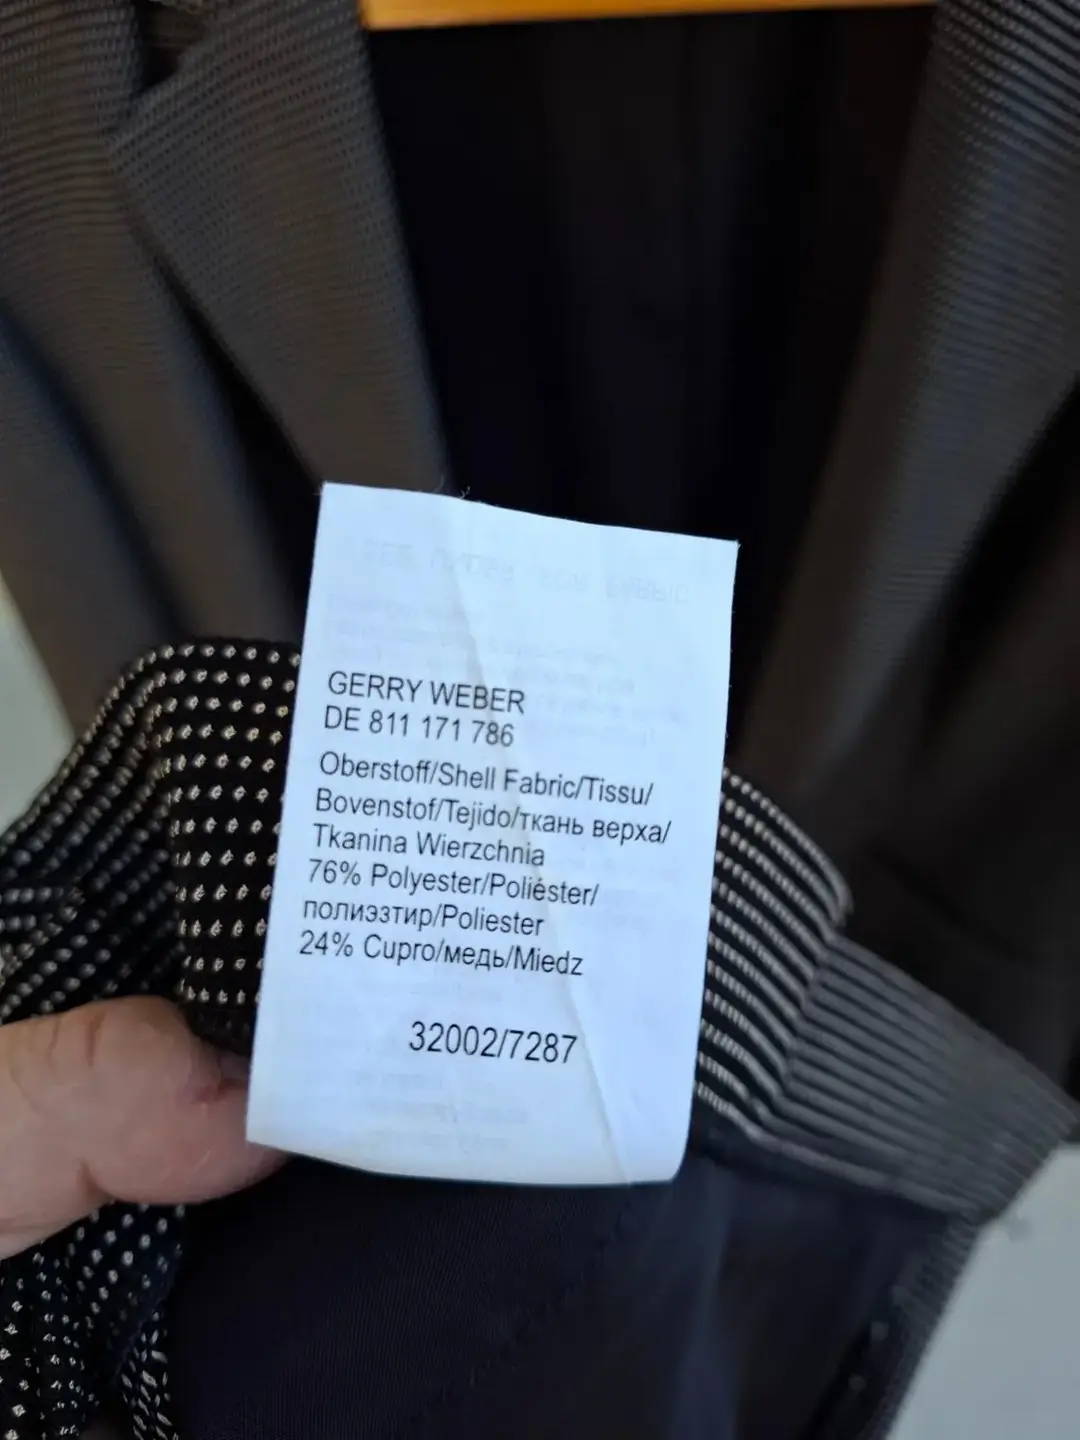 GERRY WEBER
DE 811 171 786
Oberstoff/Shell Fabric/Tissu/
Bovenstof/Tejido/ткань верха/
Tkanina Wierzchnia
76% Polyester/Poliéster/
полиэзтир/Poliester
24% Cupro/медь/Miedz
32002/7287